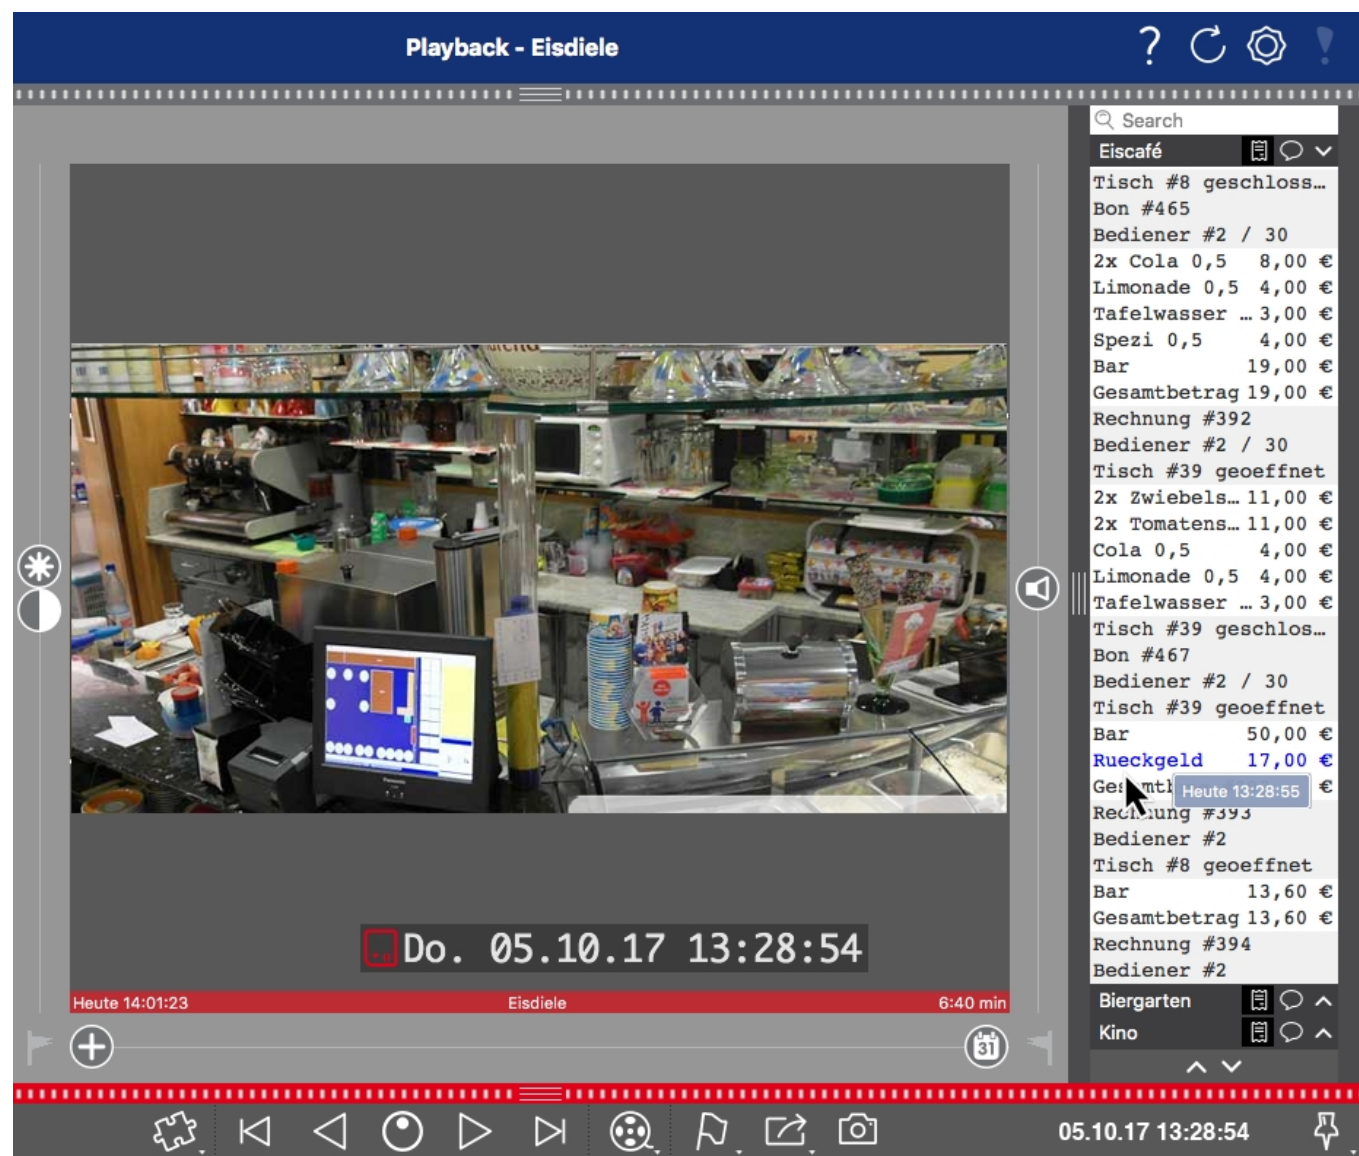 Playback - Eisdiele
Search
Eiscafé
Tisch #8 geschloss…
Bon #465
Bediener #2 / 30
2x Cola 0,5 8,00 €
Limonade 0,5 4,00 €
Tafelwasser … 3,00 €
Spezi 0,5 4,00 €
Bar 19,00 €
Gesamtbetrag 19,00 €
Rechnung #392
Bediener #2 / 30
Tisch #39 geoeffnet
2x Zwiebels… 11,00 €
2x Tomatens… 11,00 €
Cola 0,5 4,00 €
Limonade 0,5 4,00 €
Tafelwasser … 3,00 €
Tisch #39 geschlos…
Bon #467
Bediener #2 / 30
Tisch #39 geoeffnet
Bar 50,00 €
Rueckgeld 17,00 €
€
Heute 13:28:55
Rechnung #393
Bediener #2
Tisch #8 geoeffnet
Bar 13,60 €
Gesamtbetrag 13,60 €
Rechnung #394
Bediener #2
Biergarten
Kino
Do. 05.10.17 13:28:54
Heute 14:01:23 Eisdiele 6:40 min
31
05.10.17 13:28:54